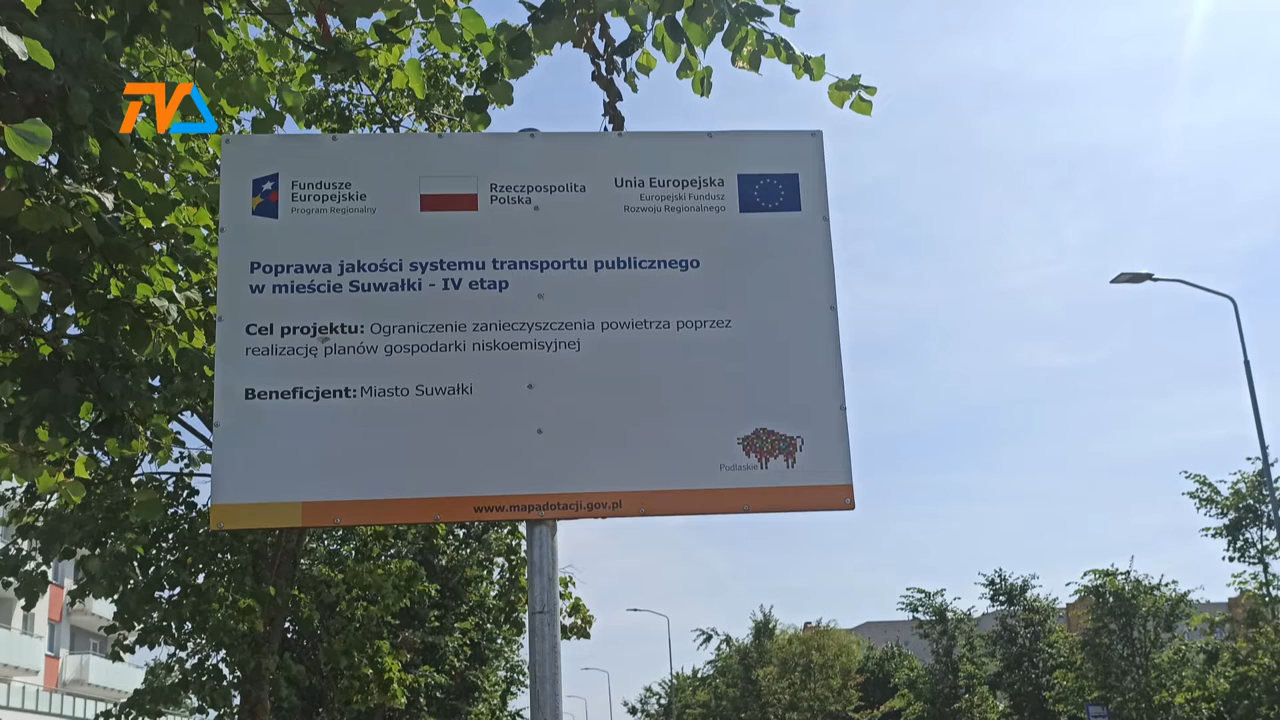 TV
Fundusze
Europejskie
Program Regionalny
Rzeczpospolita
Polska
Unia Europejska
Europejski Fundusz
Rozwoju Regionalnego
Poprawa jakości systemu transportu publicznego
w mieście Suwałki - IV etap
Cel projektu: Ograniczenie zanieczyszczenia powietrza poprzez
realizację planów gospodarki niskoemisyjnej
Beneficjent: Miasto Suwałki
Podlaskie
www.mapadotacji.gov.pl